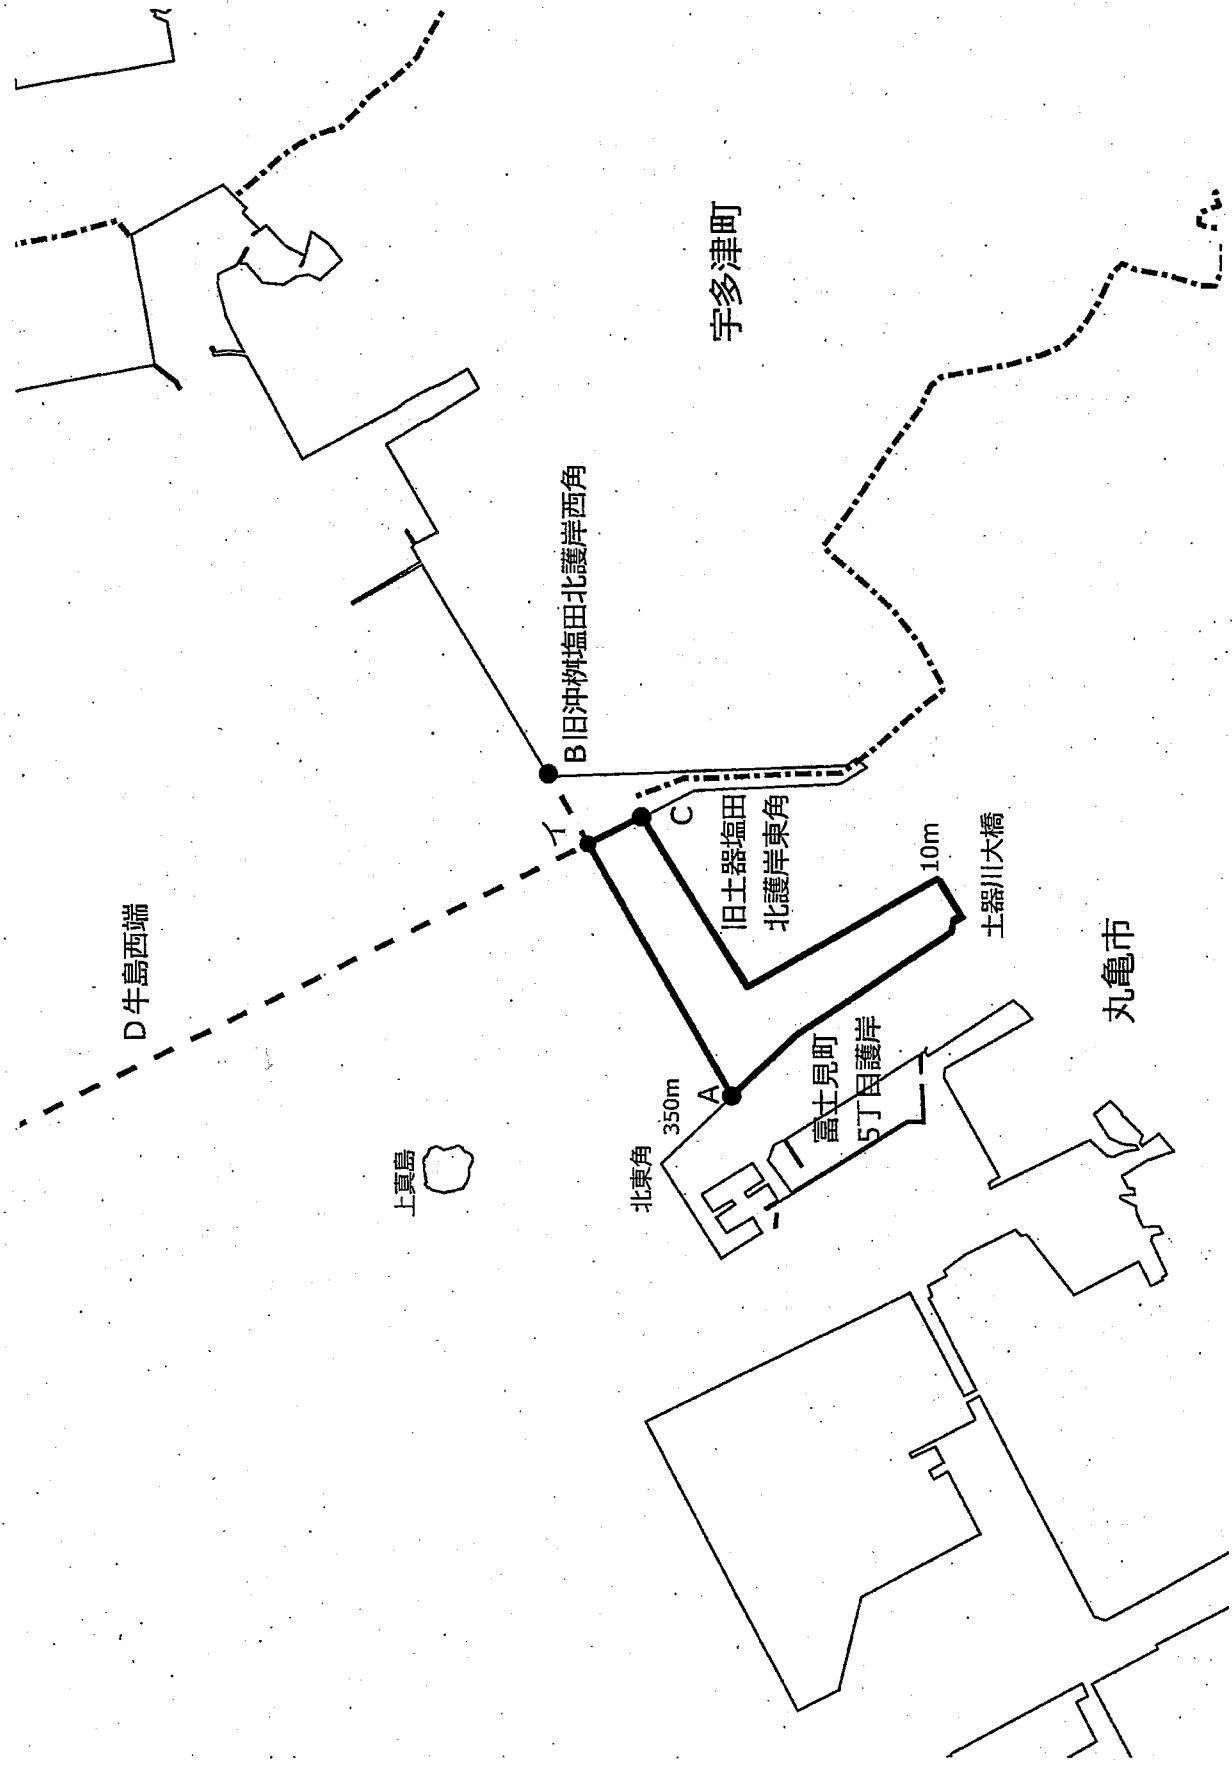 D 牛島西端
上真島
北東角
350m
A
イ
B 旧沖桝塩田北護岸西角
C
旧土器塩田
北護岸東角
富士見町
5丁目護岸
10m
土器川大橋
宇多津町
丸亀市